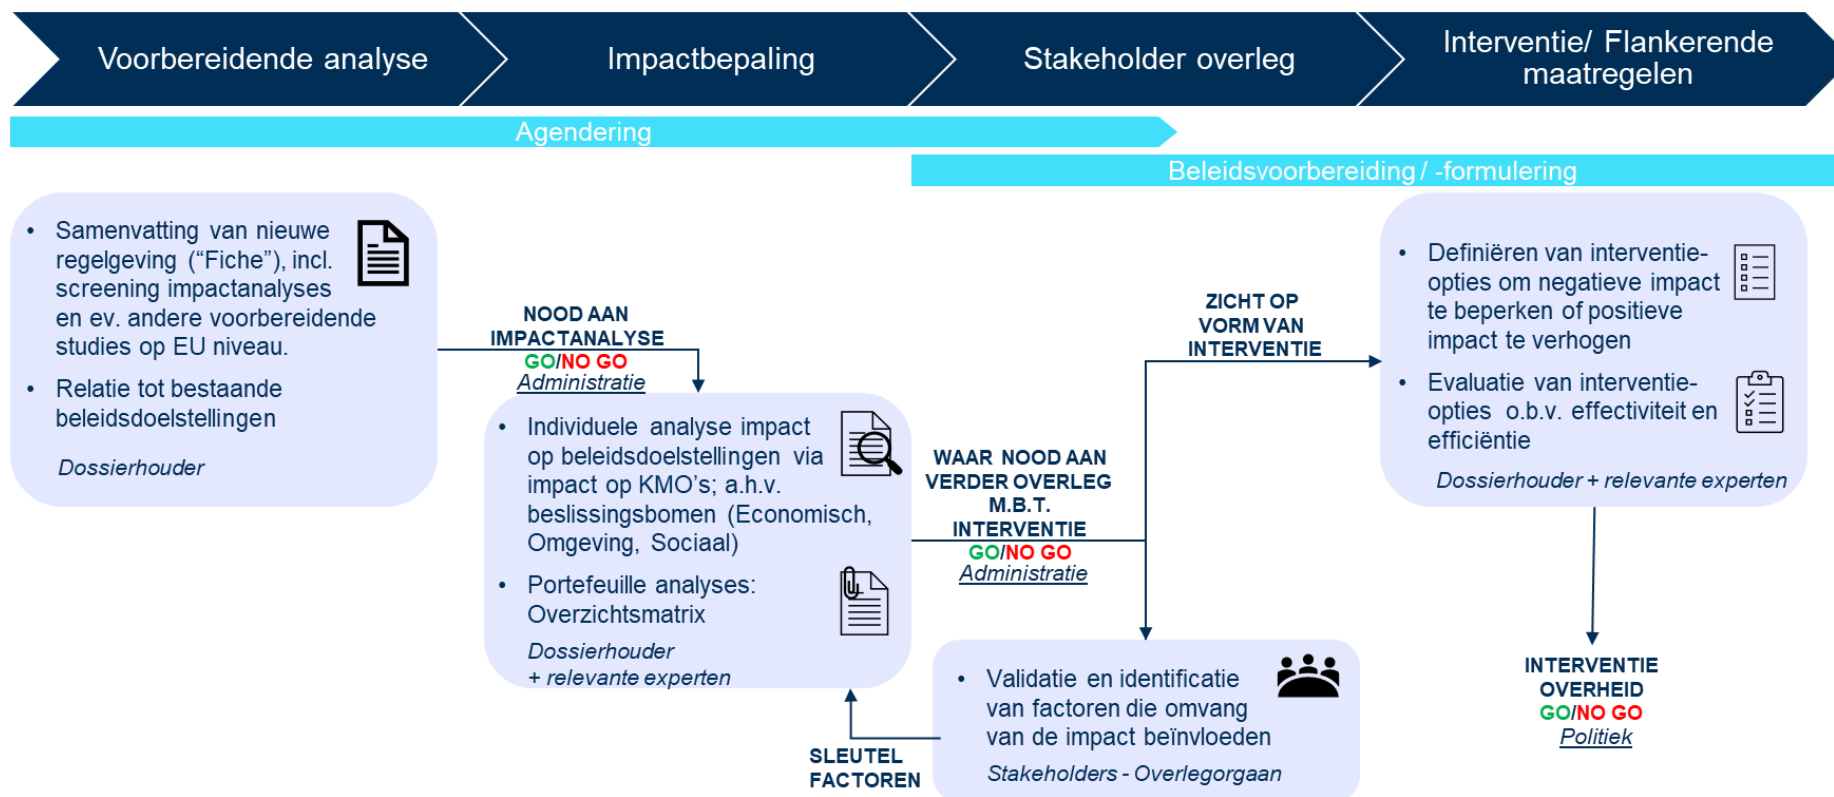 Voorbereidende analyse
Impactbepaling
Stakeholder overleg
Interventie/ Flankerende
maatregelen
Agendering
Beleidsvoorbereiding / -formulering
• Samenvatting van nieuwe
regelgeving (“Fiche”), incl.
screening impactanalyses
en ev. andere voorbereidende
studies op EU niveau.
• Relatie tot bestaande
beleidsdoelstellingen
Dossierhouder
NOOD AAN
IMPACTANALYSE
GO/NO GO
Administratie
• Individuele analyse impact
op beleidsdoelstellingen via
impact op KMO’s; a.h.v.
beslissingsbomen (Economisch,
Omgeving, Sociaal)
• Portefeuille analyses:
Overzichtsmatrix
Dossierhouder
+ relevante experten
WAAR NOOD AAN
VERDER OVERLEG
M.B.T.
INTERVENTIE
GO/NO GO
Administratie
SLEUTEL
FACTOREN
• Validatie en identificatie
van factoren die omvang
van de impact beïnvloeden
Stakeholders - Overlegorgaan
ZICHT OP
VORM VAN
INTERVENTIE
• Definiëren van interventie-
opties om negatieve impact
te beperken of positieve
impact te verhogen
• Evaluatie van interventie-
opties o.b.v. effectiviteit en
efficiëntie
Dossierhouder + relevante experten
INTERVENTIE
OVERHEID
GO/NO GO
Politiek